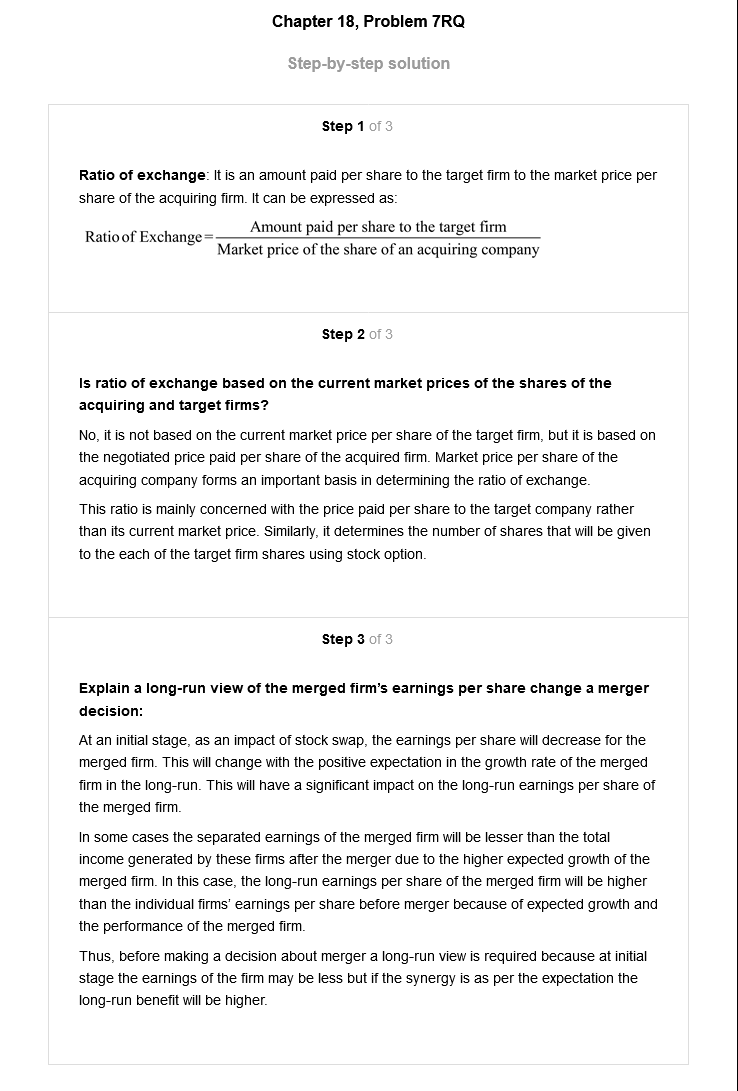 Chapter 18, Problem 7RQ
Step-by-step solution
Step 1 of 3
Ratio of exchange: It is an amount paid per share to the target firm to the market price per
share of the acquiring firm. It can be expressed as:
Ratio of Exchange = Amount paid per share to the target firm
Market price of the share of an acquiring company
Step 2 of 3
Is ratio of exchange based on the current market prices of the shares of the
acquiring and target firms?
No, it is not based on the current market price per share of the target firm, but it is based on
the negotiated price paid per share of the acquired firm. Market price per share of the
acquiring company forms an important basis in determining the ratio of exchange.
This ratio is mainly concerned with the price paid per share to the target company rather
than its current market price. Similarly, it determines the number of shares that will be given
to the each of the target firm shares using stock option.
Step 3 of 3
Explain a long-run view of the merged firm's earnings per share change a merger
decision:
At an initial stage, as an impact of stock swap, the earnings per share will decrease for the
merged firm. This will change with the positive expectation in the growth rate of the merged
firm in the long-run. This will have a significant impact on the long-run earnings per share of
the merged firm.
In some cases the separated earnings of the merged firm will be lesser than the total
income generated by these firms after the merger due to the higher expected growth of the
merged firm. In this case, the long-run earnings per share of the merged firm will be higher
than the individual firms' earnings per share before merger because of expected growth and
the performance of the merged firm.
Thus, before making a decision about merger a long-run view is required because at initial
stage the earnings of the firm may be less but if the synergy is as per the expectation the
long-run benefit will be higher.